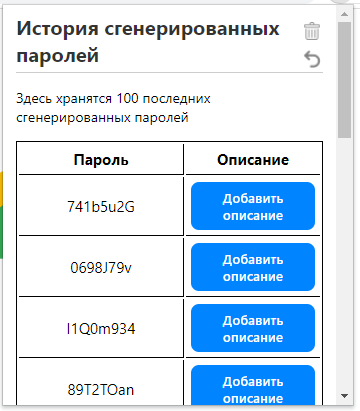 История сгенерированных
паролей
Здесь хранятся 100 последних
сгенерированных паролей
Пароль Описание
741b5u2G Добавить
описание
0698J79v Добавить
описание
I1Q0m934 Добавить
описание
89T2TOan Добавить
описание